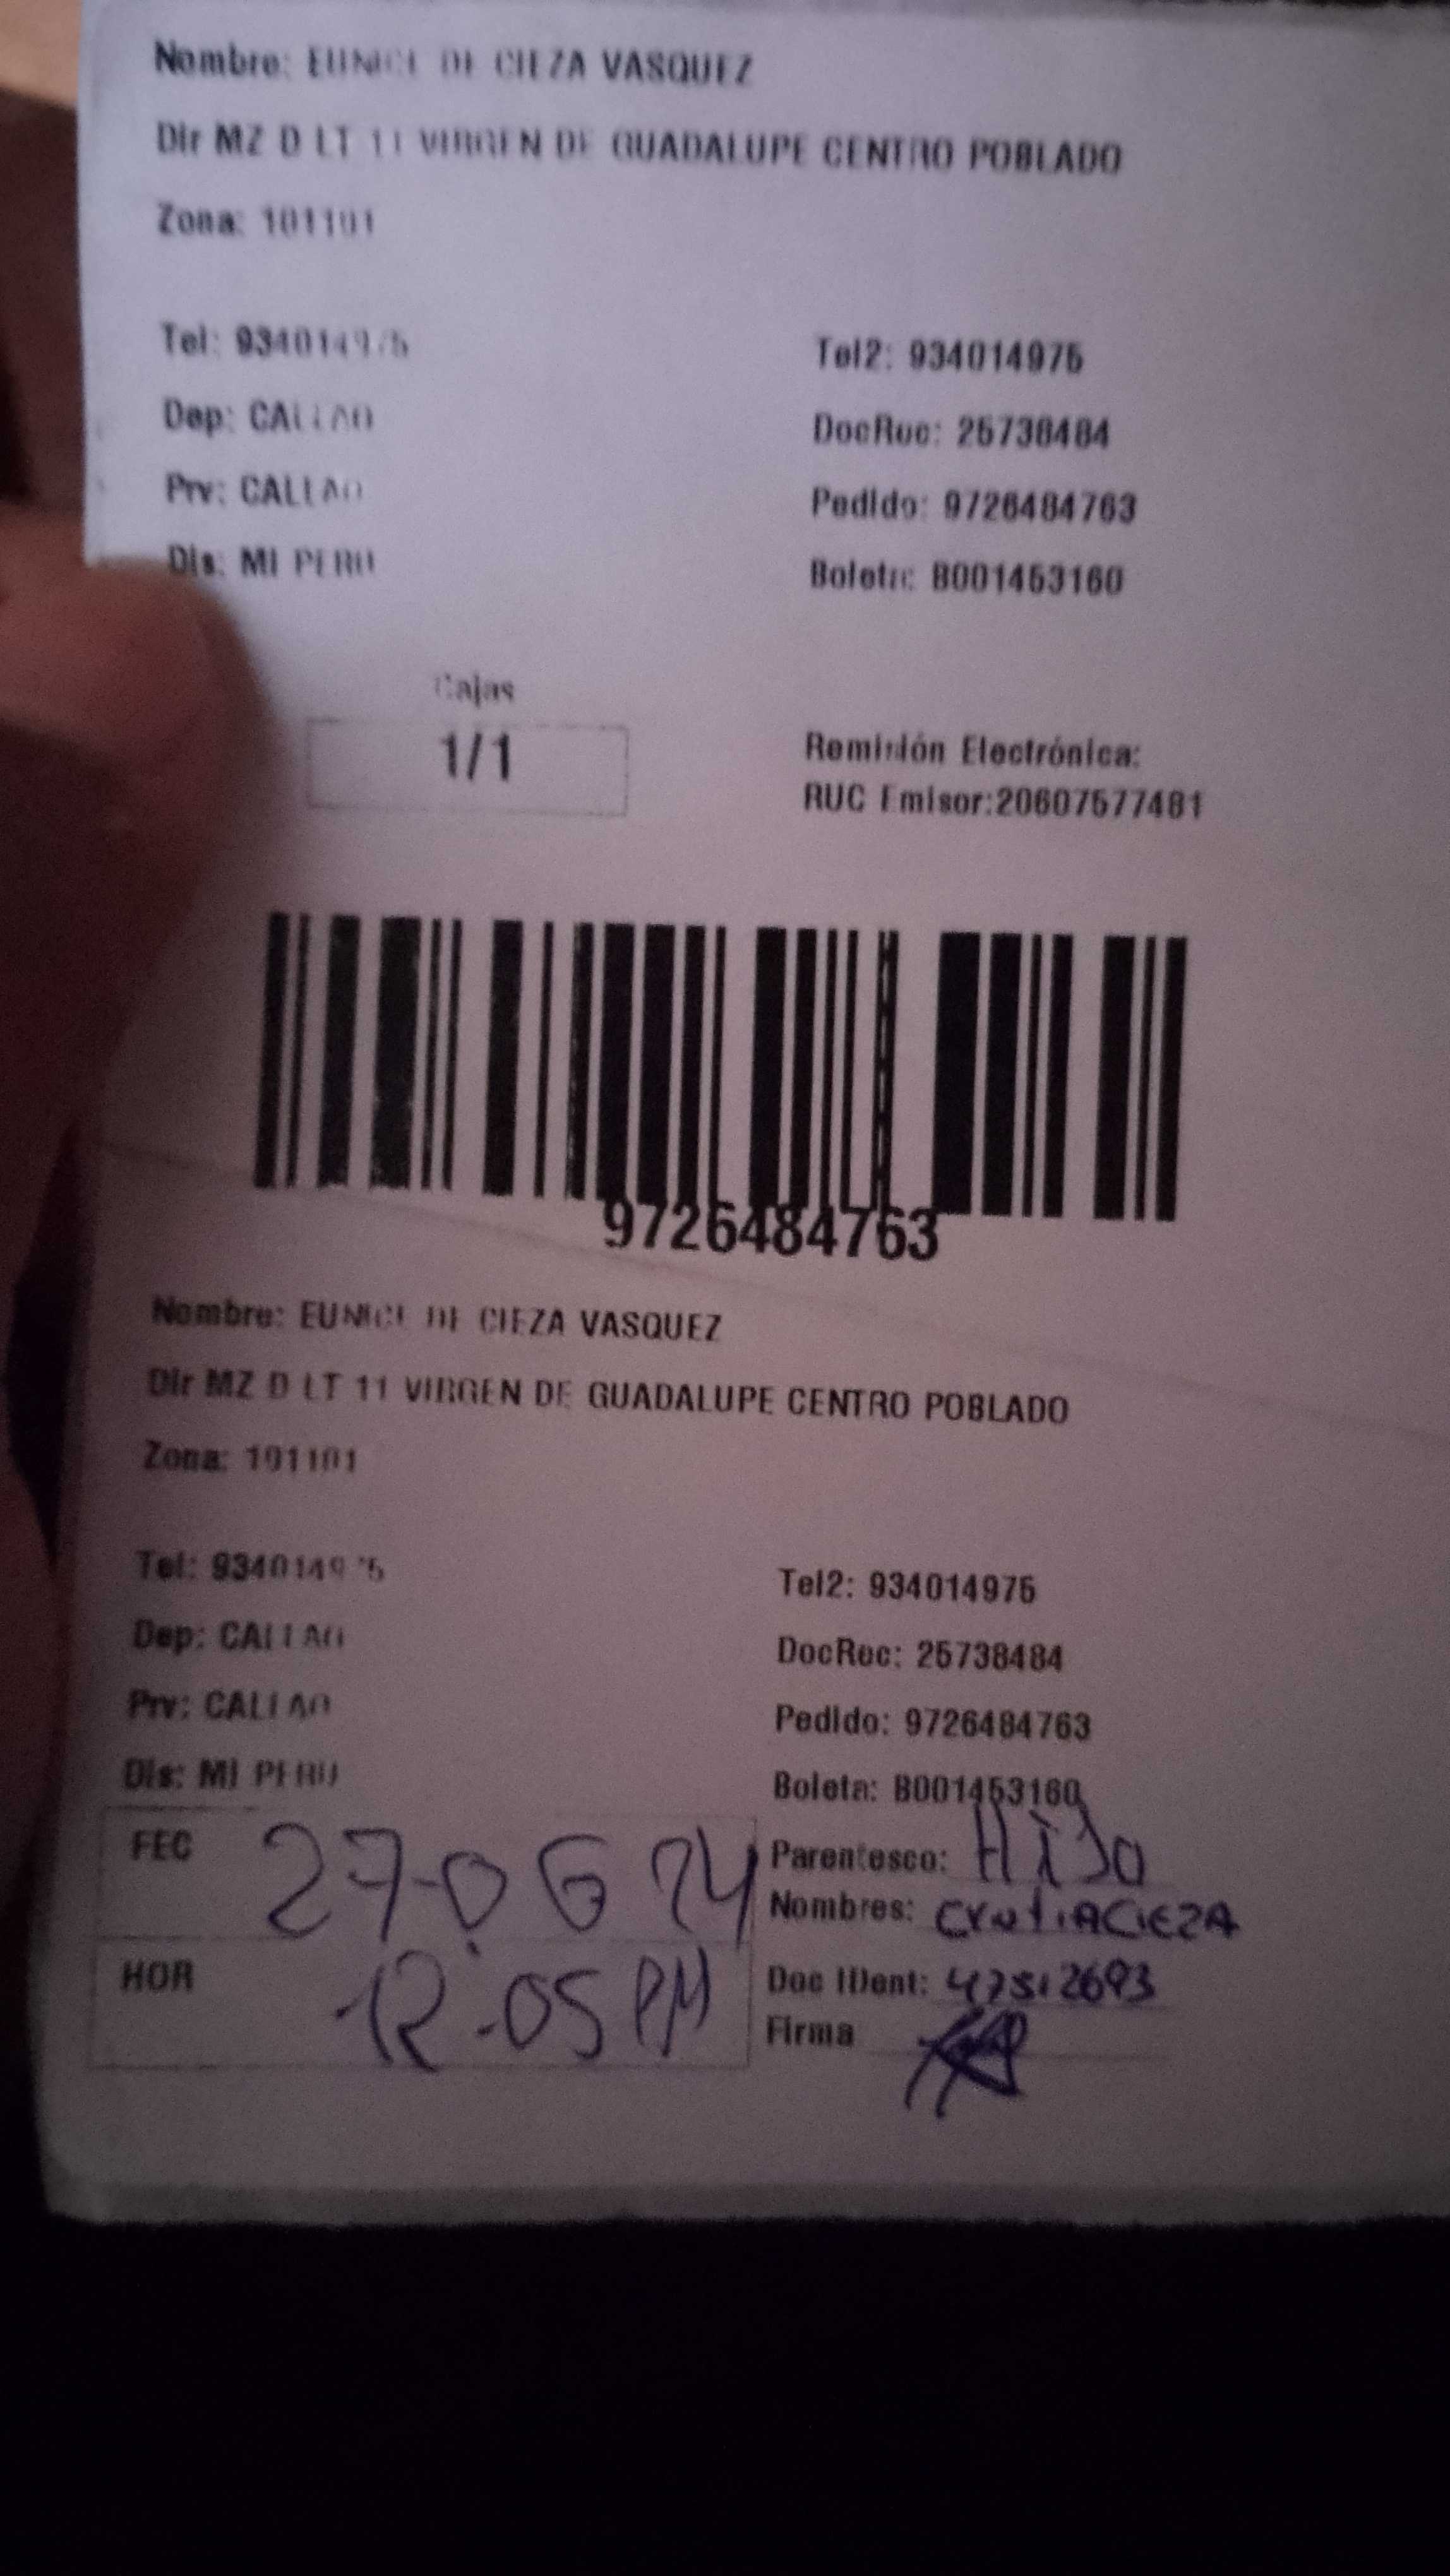 Nombre: EUNICE DE CIEZA VASQUEZ
Dir MZ D LT 11 VIRGEN DE GUADALUPE CENTRO POBLADO
Zona: 101101
Tel: 934014975 Tel2: 934014975
Dep: CALLAO DocRec: 25738484
Prv: CALLAO Pedido: 9726484763
Dis: MI PERU Boleta: B001453160
Cajas
1/1
Remisión Electrónica:
RUC Emisor:20607577481
9726484763
Nombre: EUNICE DE CIEZA VASQUEZ
Dir MZ D LT 11 VIRGEN DE GUADALUPE CENTRO POBLADO
Zona: 101101
Tel: 934014975 Tel2: 934014975
Dep: CALLAO DocRec: 25738484
Prv: CALLAO Pedido: 9726484763
Dis: MI PERU Boleta: B001453160
FEC 27-06 24 Parentesco: HiJo
Nombres:
HOR 12.05 PM Doc IDent: 47512693
Firma